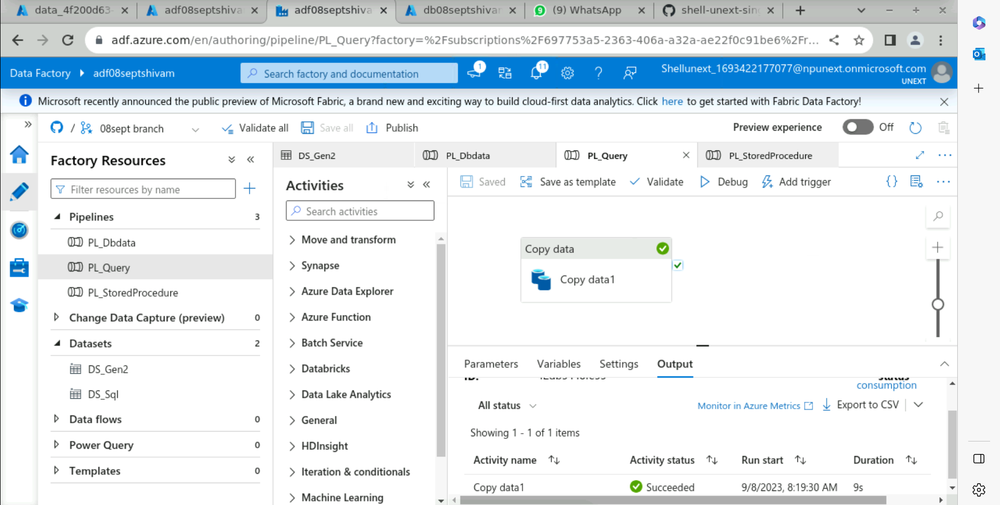 data_4f200d63-
adf08septshiva
adf08septshiva
db08septshivar
(9) WhatsApp
shell-unext-sing
adf.azure.com/en/authoring/pipeline/PL_Query?factory=%2Fsubscriptions%2F697753a5-2363-406a-a32a-ae22f0c91be6%2Fr...
Data Factory adf08septshivam
Search factory and documentation
1
11
Shellunext_1693422177077@npunext.onmicrosoft.com
UNEXT
Microsoft recently announced the public preview of Microsoft Fabric, a brand new and exciting way to build cloud-first data analytics. Click here to get started with Fabric Data Factory!
/ 08sept branch
Validate all
Save all
Publish
Preview experience
Off
Factory Resources
Filter resources by name
Pipelines 3
PL_Dbdata
PL_Query
PL_StoredProcedure
Change Data Capture (preview) 0
Datasets 2
DS_Gen2
DS_Sql
Data flows 0
Power Query 0
Templates 0
DS_Gen2
PL_Dbdata
PL_Query
PL_StoredProcedure
Activities
Search activities
Move and transform
Synapse
Azure Data Explorer
Azure Function
Batch Service
Databricks
Data Lake Analytics
General
HDInsight
Iteration & conditionals
Machine Learning
Saved
Save as template
Validate
Debug
Add trigger
{}
Copy data
Copy data1
Parameters
Variables
Settings
Output
consumption
All status
Monitor in Azure Metrics
Export to CSV
Showing 1 - 1 of 1 items
Activity name
Activity status
Run start
Duration
Copy data1
Succeeded
9/8/2023, 8:19:30 AM
9s